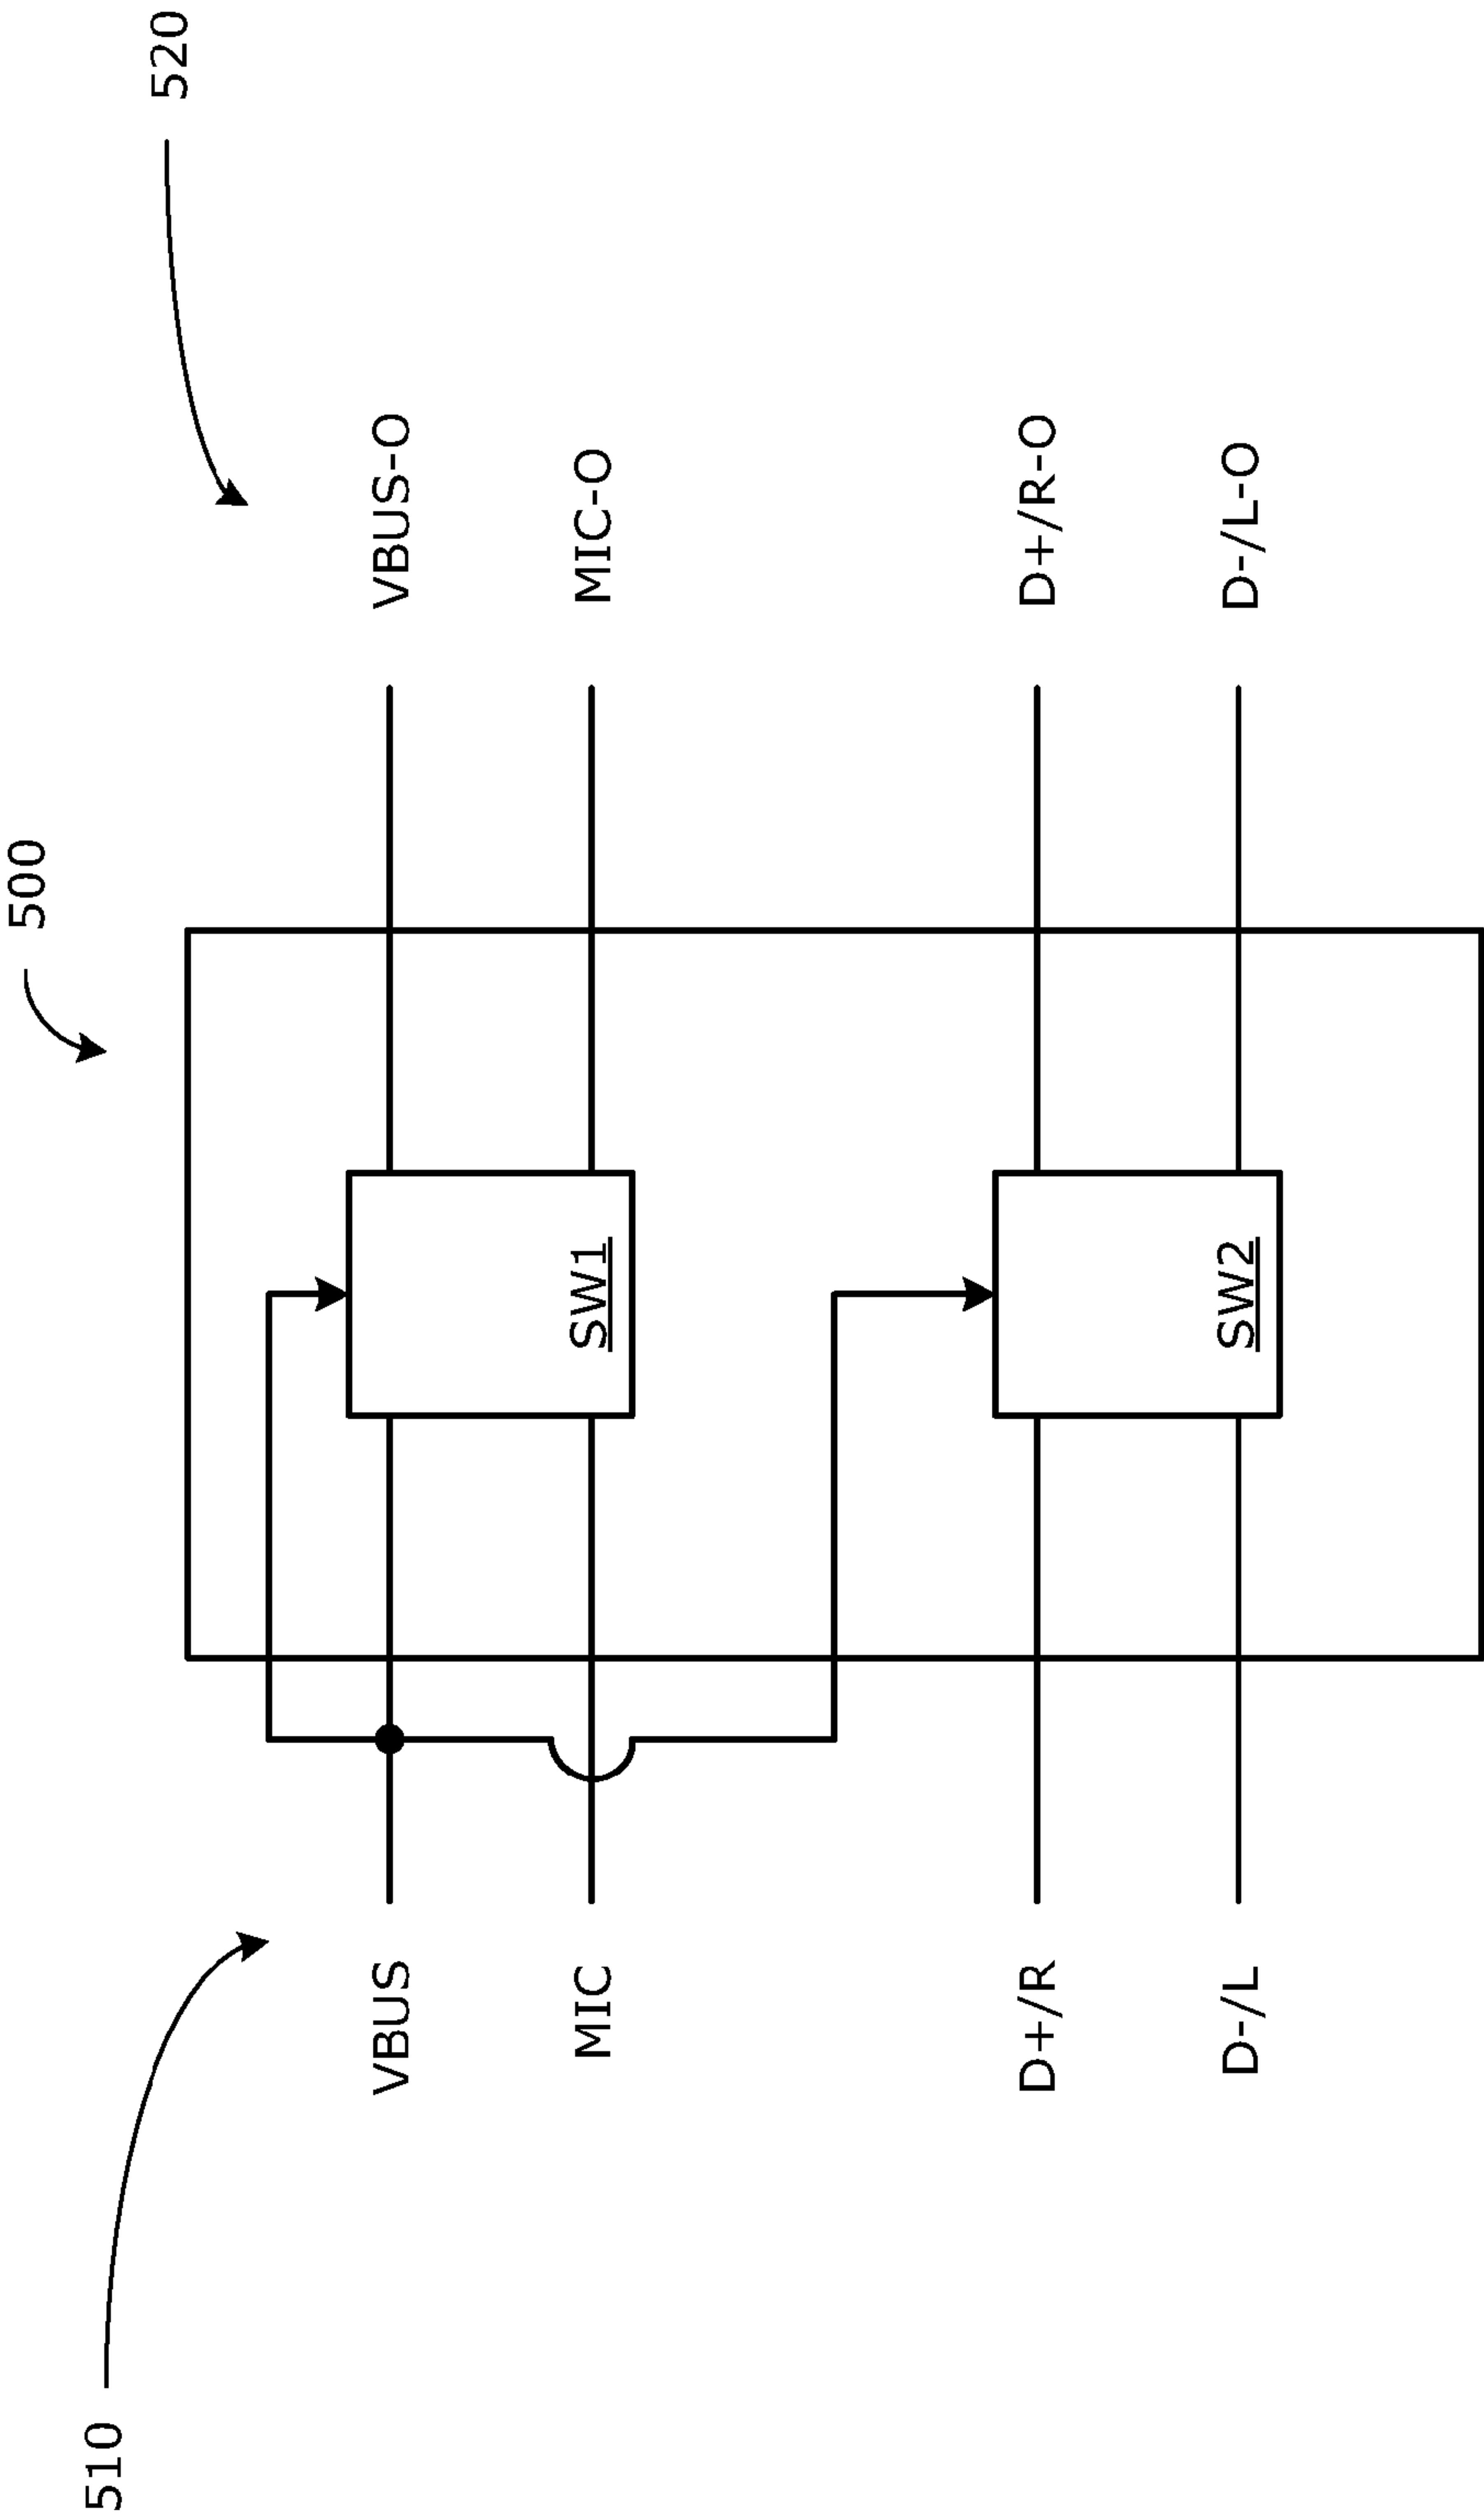 500
510
520
VBUS
VBUS-O
MIC
MIC-O
SW1
D+/R
D+/R-O
D-/L
D-/L-O
SW2